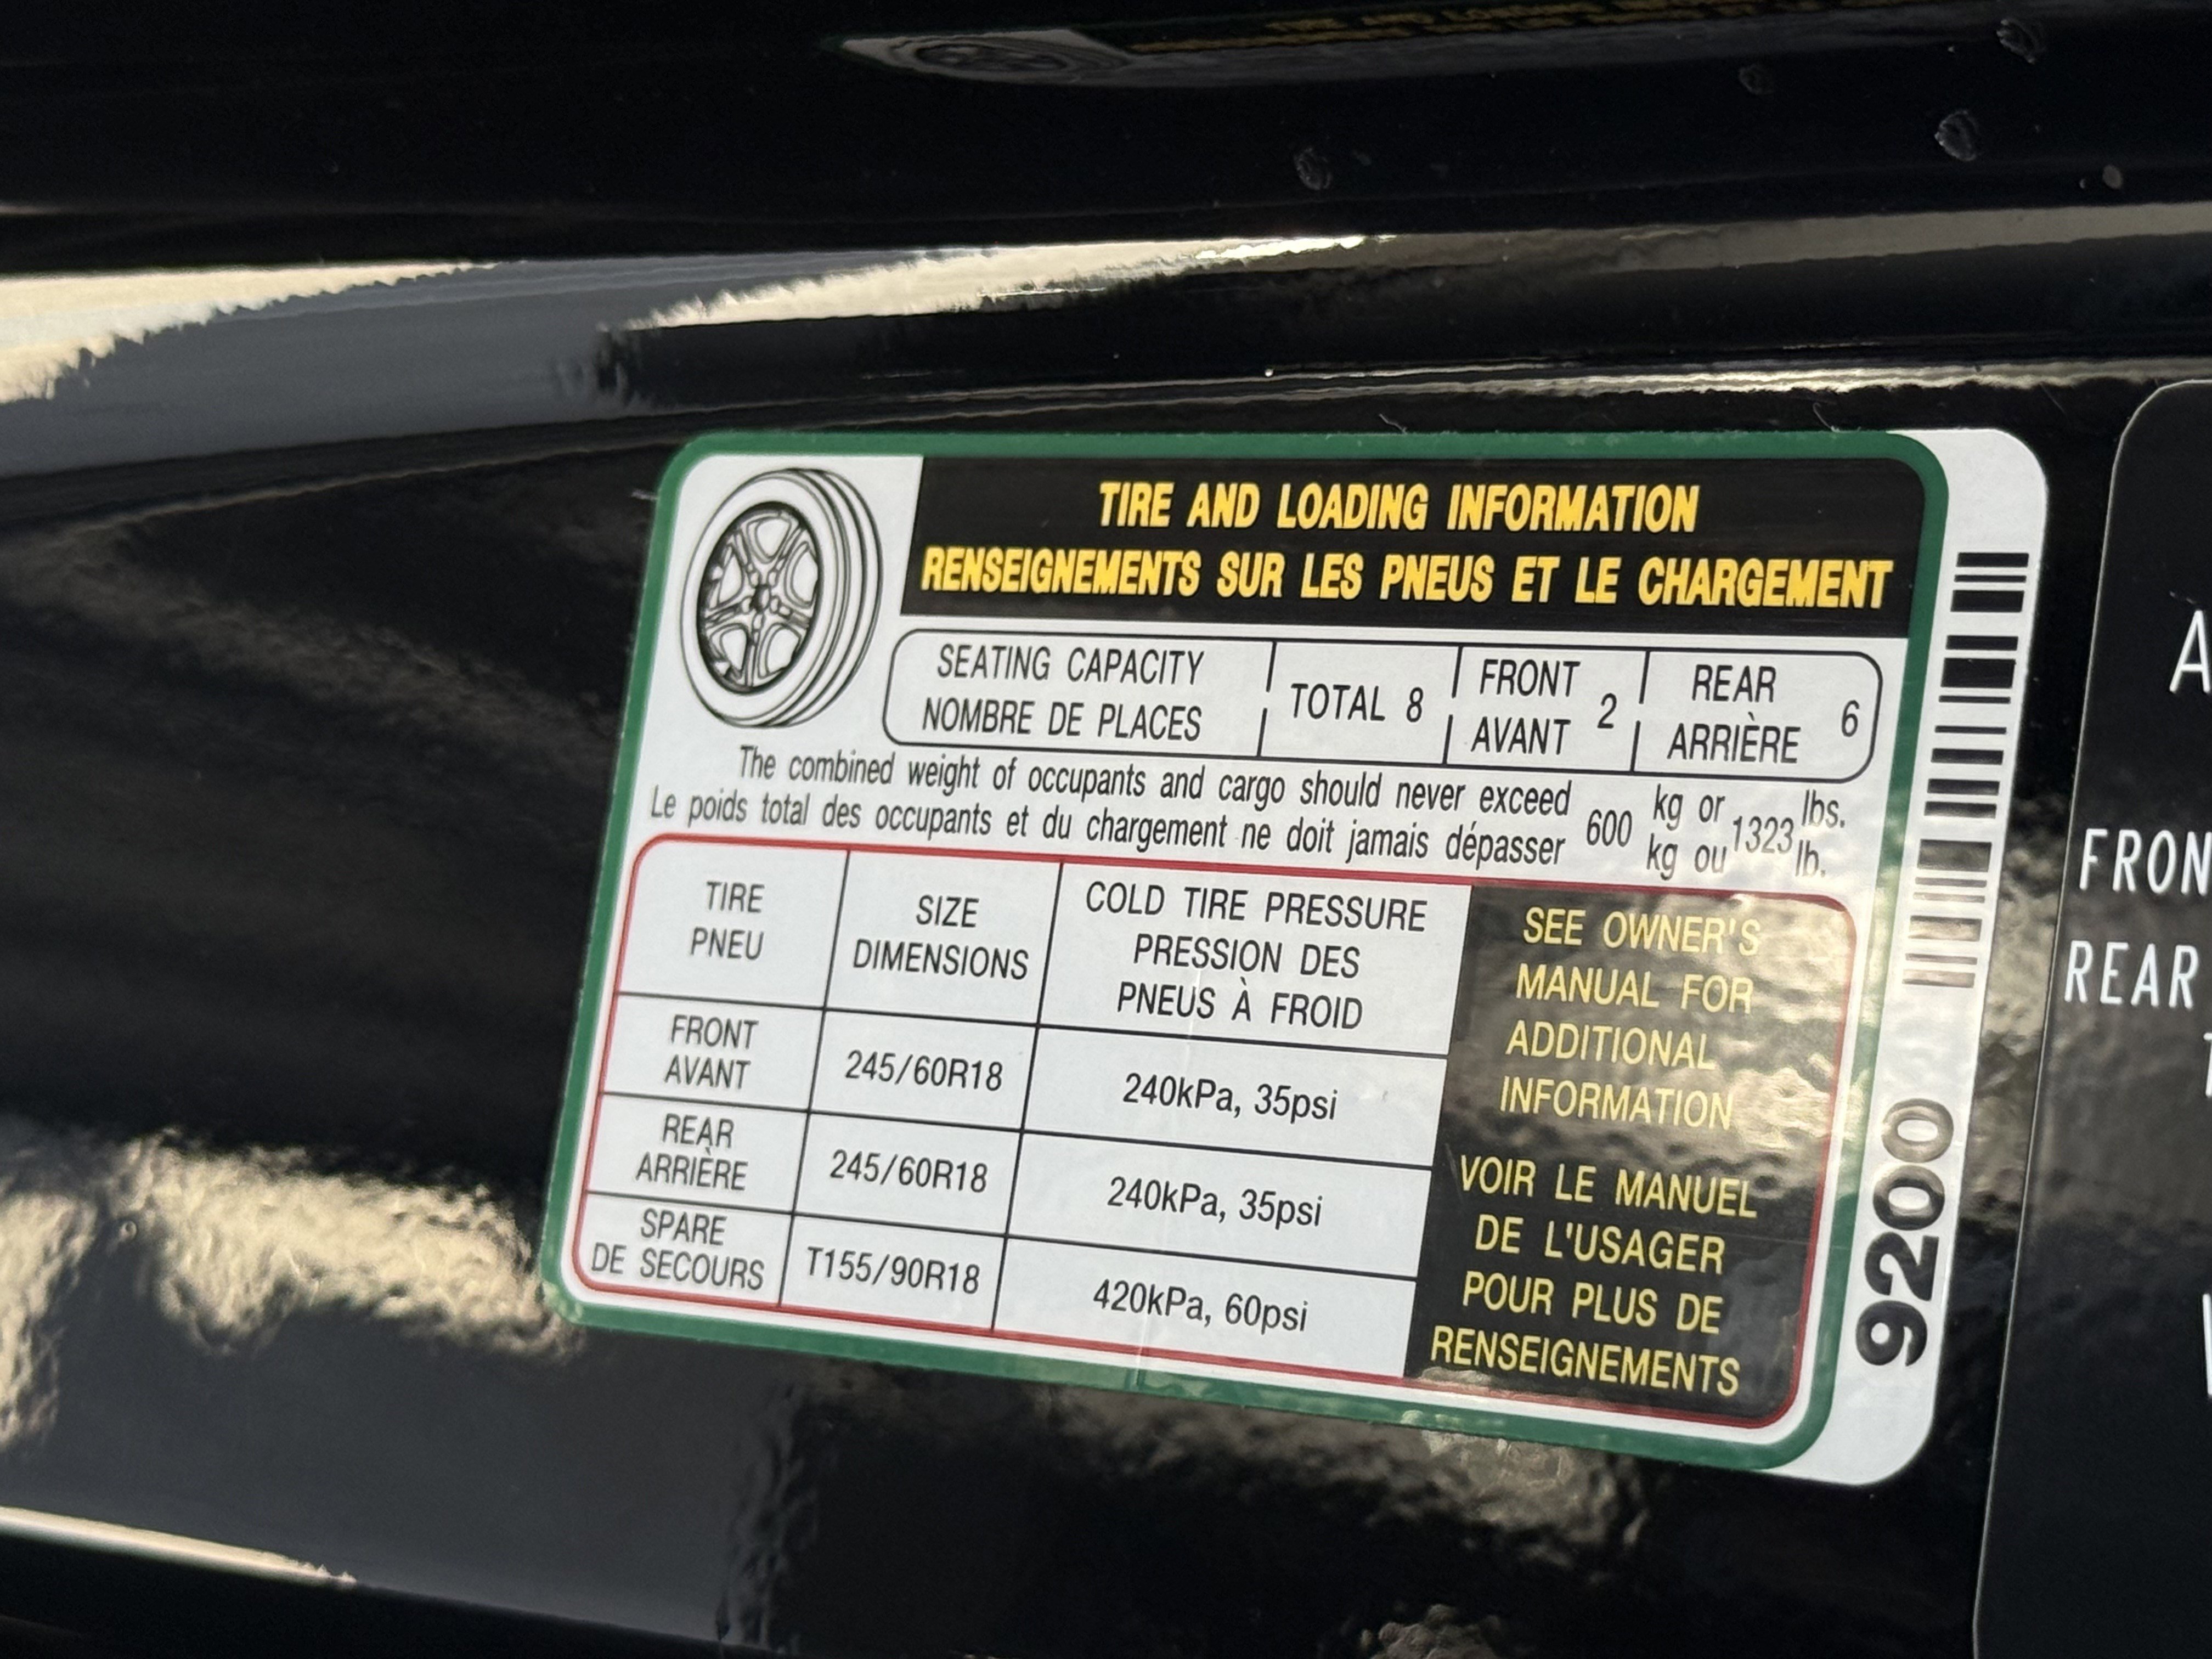 TIRE AND LOADING INFORMATION
RENSEIGNEMENTS SUR LES PNEUS ET LE CHARGEMENT
SEATING CAPACITY
NOMBRE DE PLACES
TOTAL 8
FRONT
AVANT
2
REAR
ARRIÈRE
6
The combined weight of occupants and cargo should never exceed 600 kg or 1323 lbs.
Le poids total des occupants et du chargement ne doit jamais dépasser kg ou lb.
TIRE
PNEU
SIZE
DIMENSIONS
COLD TIRE PRESSURE
PRESSION DES
PNEUS À FROID
FRONT
AVANT
245/60R18
240kPa, 35psi
REAR
ARRIÈRE
245/60R18
240kPa, 35psi
SPARE
DE SECOURS
T155/90R18
420kPa, 60psi
SEE OWNER'S
MANUAL FOR
ADDITIONAL
INFORMATION
VOIR LE MANUEL
DE L'USAGER
POUR PLUS DE
RENSEIGNEMENTS
9200
REAR